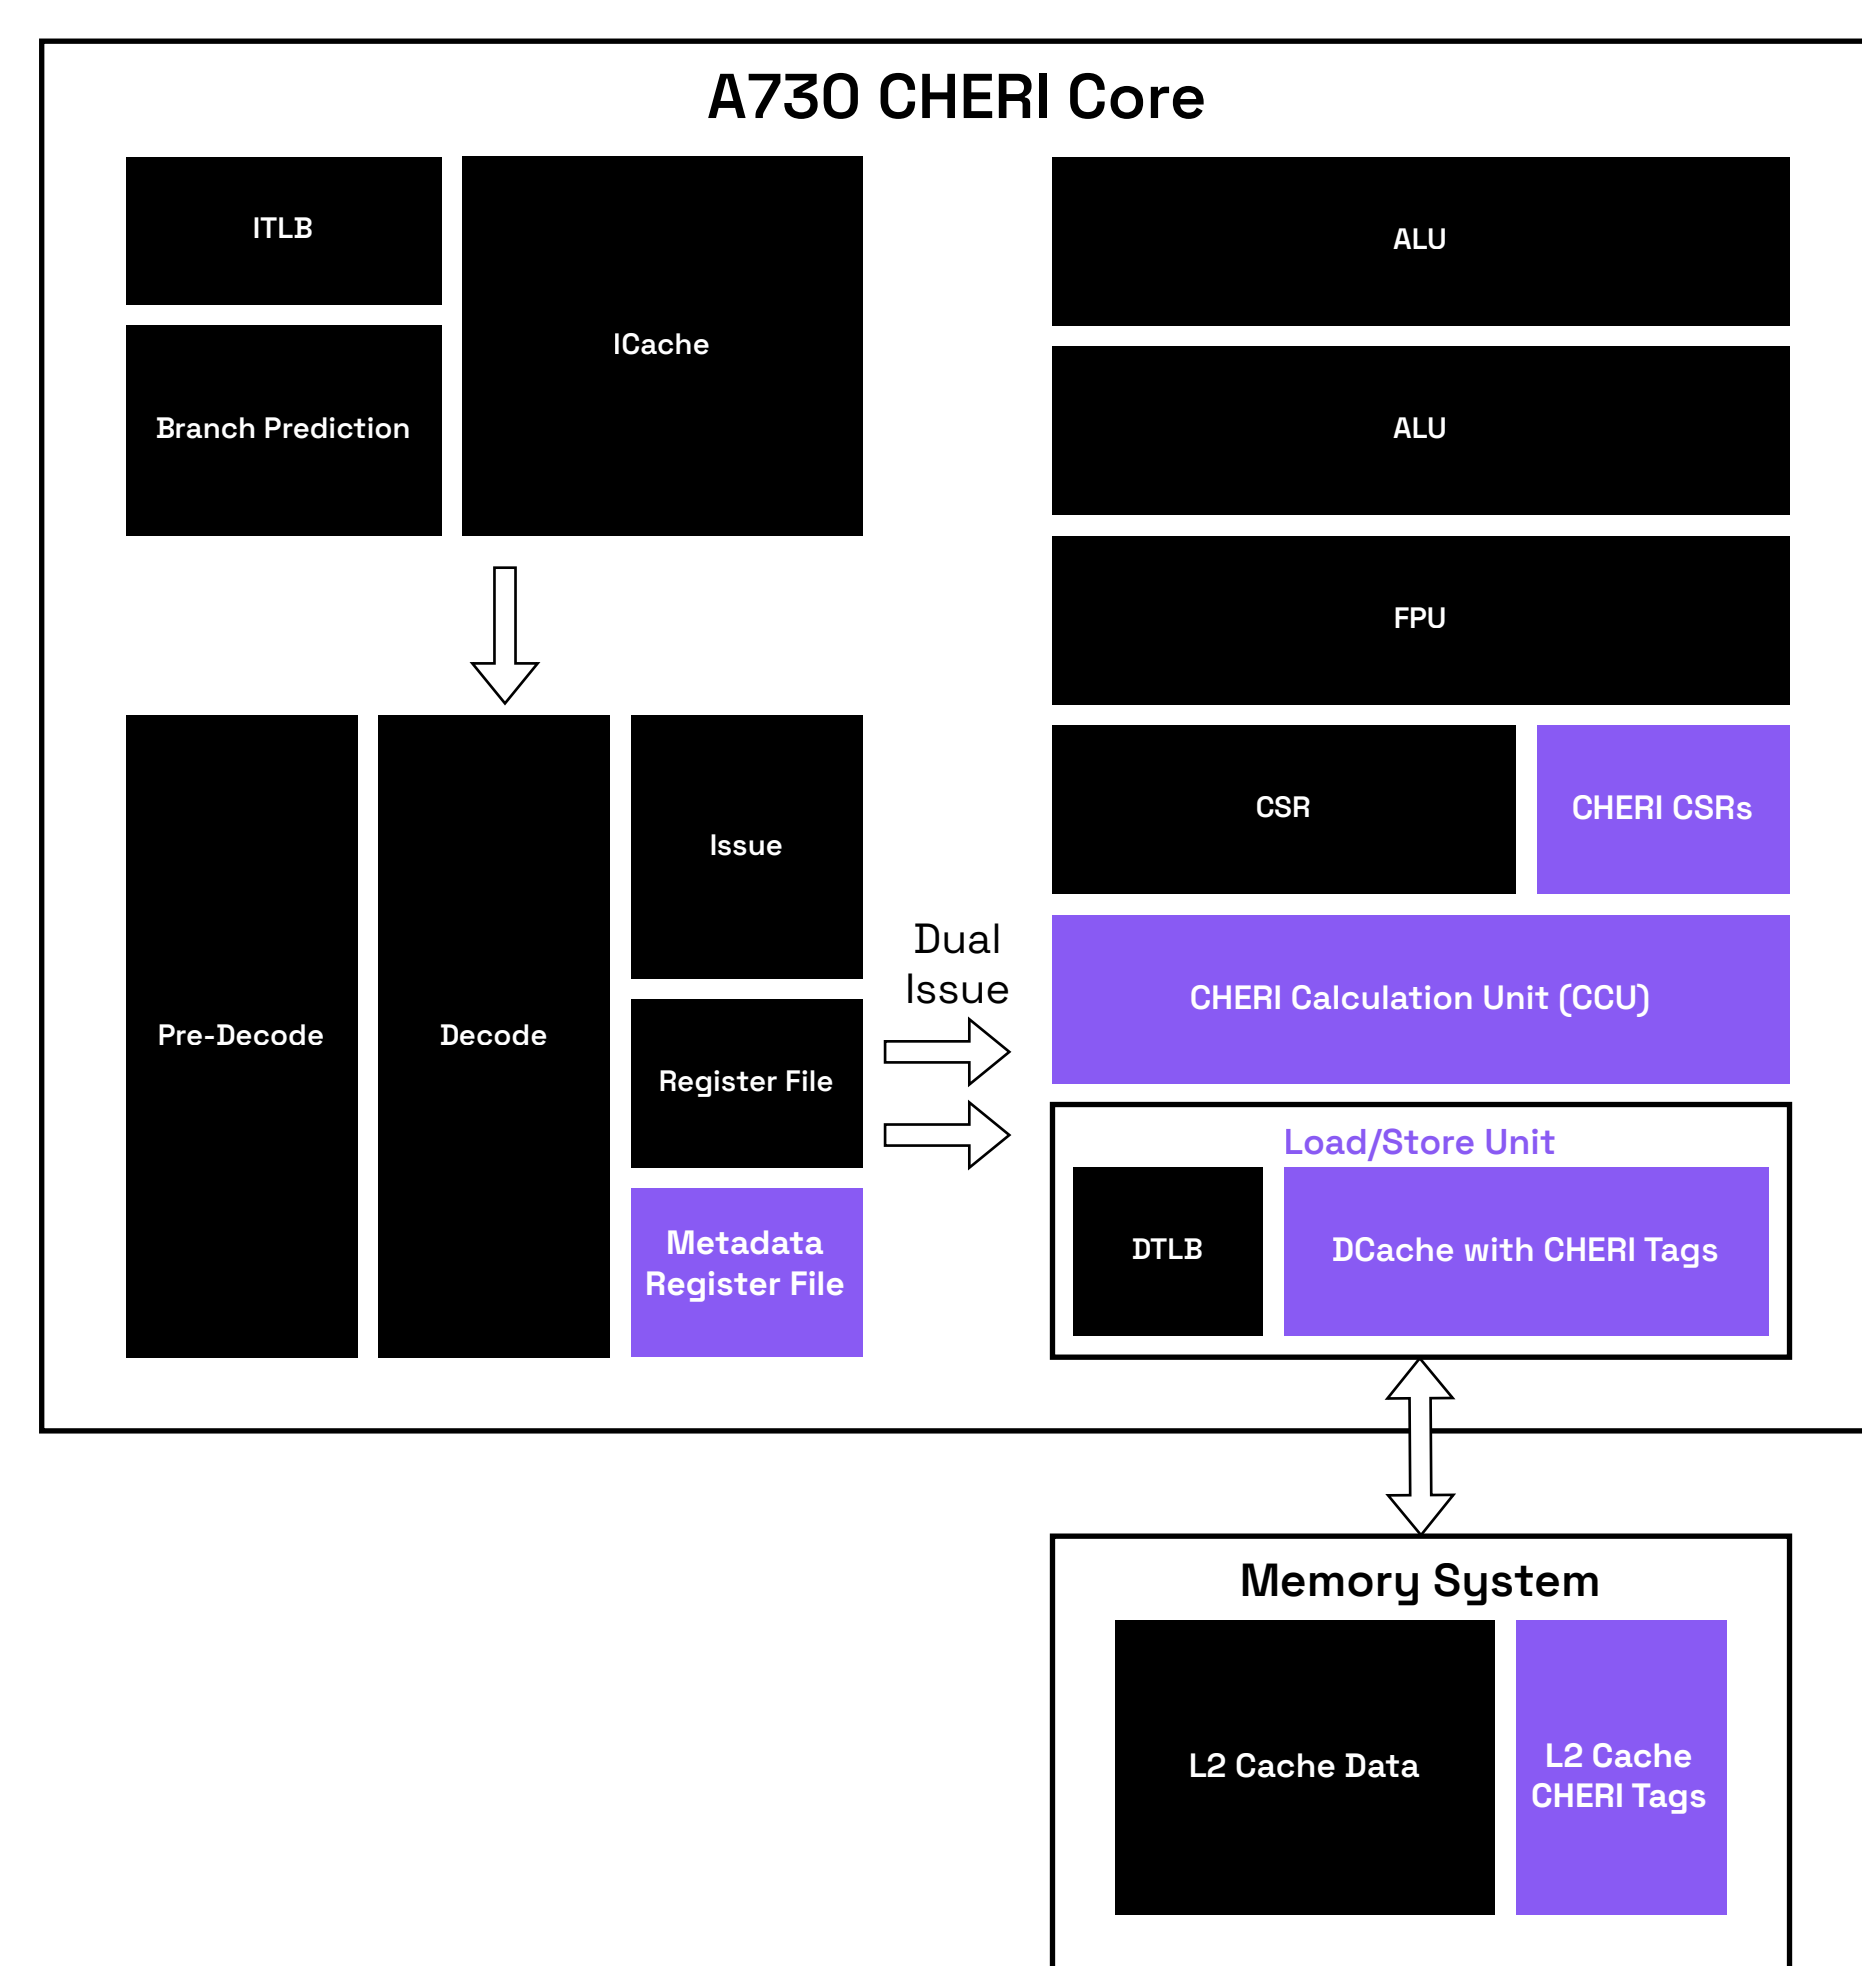 A730 CHERI Core
ITLB
ICache
Branch Prediction
ALU
ALU
FPU
CSR
CHERI CSRs
Pre-Decode
Decode
Issue
Register File
Metadata
Register File
Dual
Issue
CHERI Calculation Unit (CCU)
Load/Store Unit
DTLB
DCache with CHERI Tags
Memory System
L2 Cache Data
L2 Cache
CHERI Tags